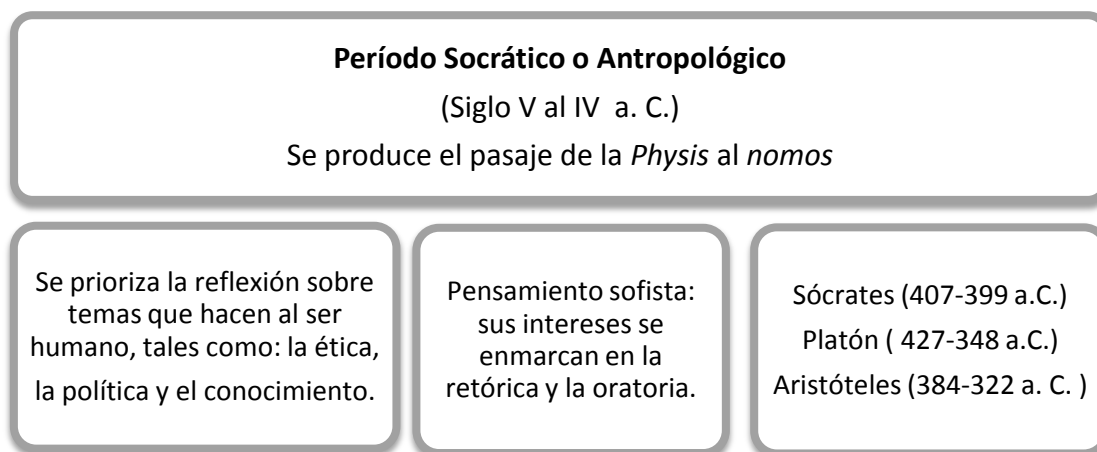 Período Socrático o Antropológico
(Siglo V al IV  a. C.)
Se produce el pasaje de la Physis al nomos
Se prioriza la reflexión sobre
temas que hacen al ser
humano, tales como: la ética,
la política y el conocimiento.
Pensamiento sofista:
sus intereses se
enmarcan en la
retórica y la oratoria.
Sócrates (407-399 a.C.)
Platón ( 427-348 a.C.)
Aristóteles (384-322 a. C. )